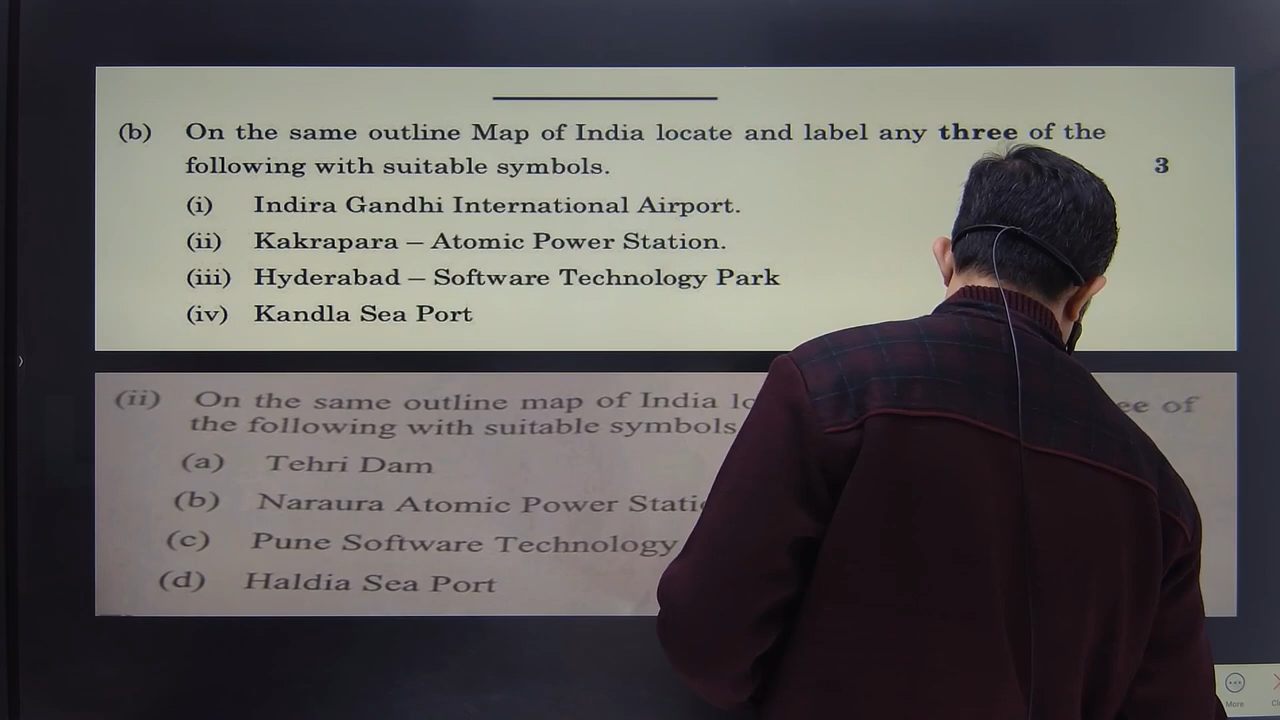 (b) On the same outline Map of India locate and label any three of the
following with suitable symbols. 3
(i) Indira Gandhi International Airport.
(ii) Kakrapara – Atomic Power Station.
(iii) Hyderabad – Software Technology Park
(iv) Kandla Sea Port
(ii) On the same outline map of India of
the following with suitable symbols
(a) Tehri Dam
(b) Naraura Atomic Power
(c) Pune Software Technology
(d) Haldia Sea Port
More